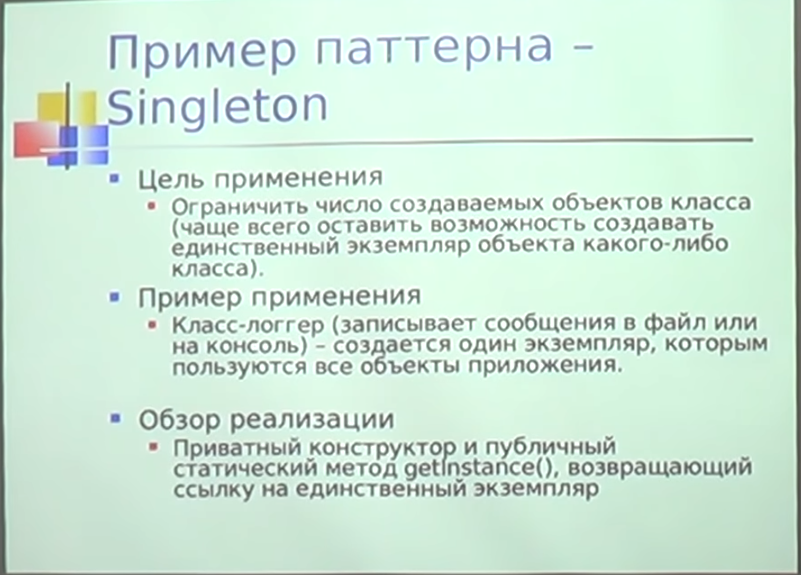 Пример паттерна –
Singleton
Цель применения
Ограничить число создаваемых объектов класса
(чаще всего оставить возможность создавать
единственный экземпляр объекта какого-либо
класса).
Пример применения
Класс-логгер (записывает сообщения в файл или
на консоль) – создается один экземпляр, которым
пользуются все объекты приложения.
Обзор реализации
Приватный конструктор и публичный
статический метод getInstance(), возвращающий
ссылку на единственный экземпляр